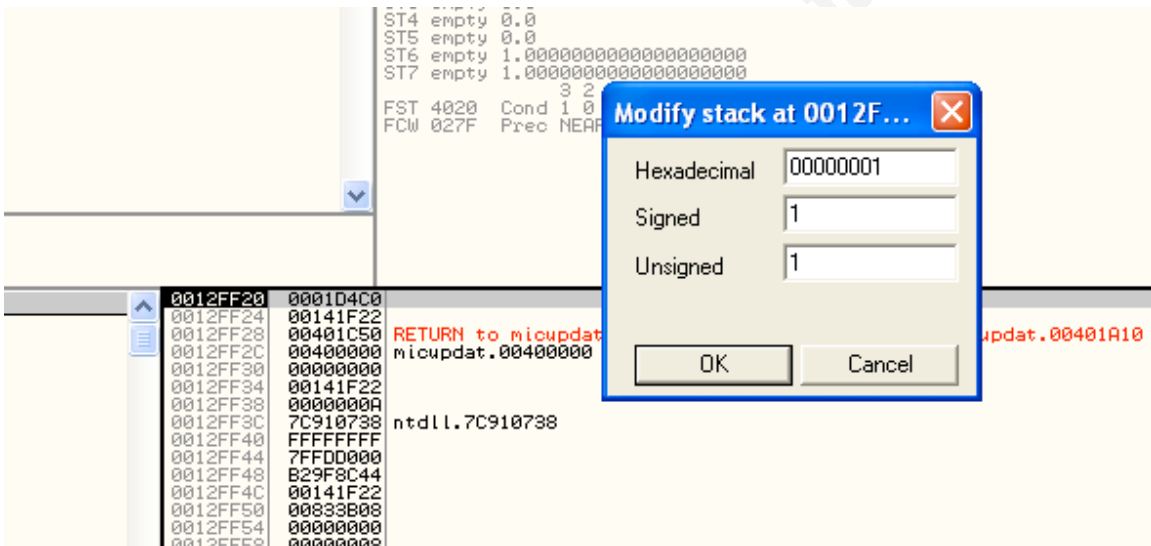 ST4 empty 0.0
ST5 empty 0.0
ST6 empty 1.0000000000000000000
ST7 empty 1.0000000000000000000
3 2
FST 4020 Cond 1 0
FCW 027F Prec NEAR
Modify stack at 0012F...
Hexadecimal 00000001
Signed 1
Unsigned 1
OK Cancel
0012FF20 0001D4C0
0012FF24 00141F22
0012FF28 00401C50 RETURN to micupdat updat.00401A10
0012FF2C 00400000 micupdat.00400000
0012FF30 00000000
0012FF34 00141F22
0012FF38 0000000A
0012FF3C 7C910738 ntdll.7C910738
0012FF40 FFFFFFFF
0012FF44 7FFDD000
0012FF48 B29F8C44
0012FF4C 00141F22
0012FF50 00833B08
0012FF54 00000000
0012FF58 00000008